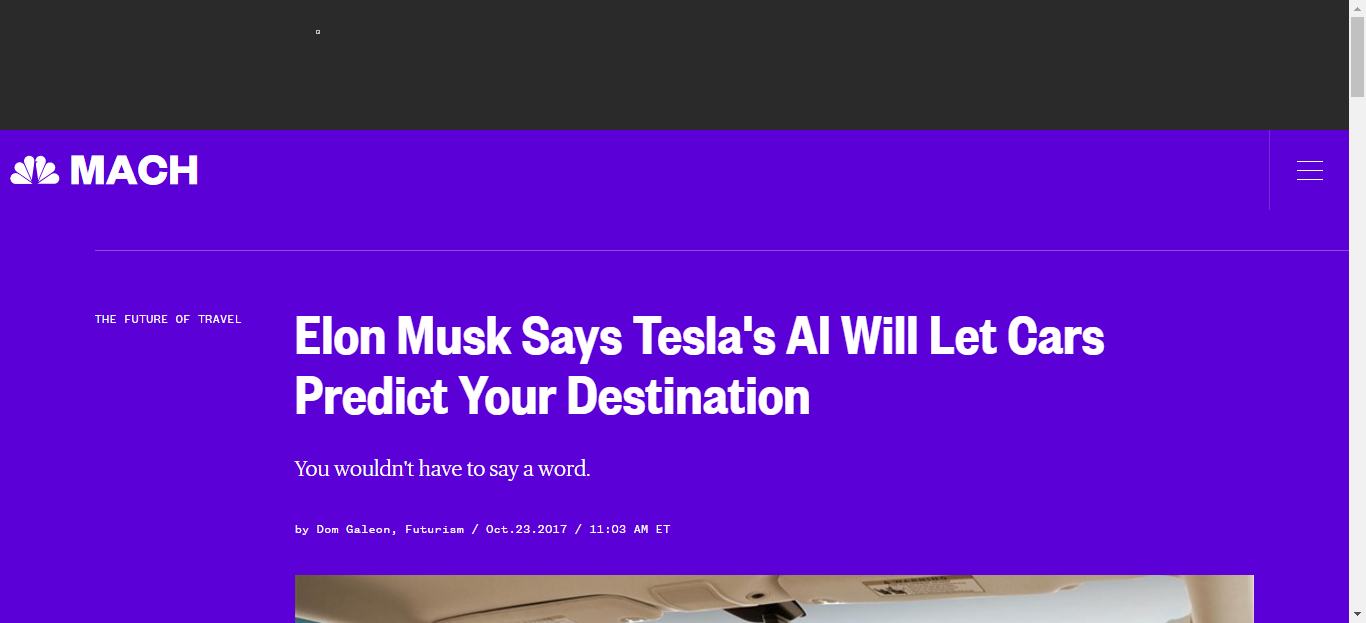 MACH
THE FUTURE OF TRAVEL
Elon Musk Says Tesla's AI Will Let Cars
Predict Your Destination
You wouldn't have to say a word.
by Dom Galeon, Futurism / Oct.23.2017 / 11:03 AM ET
WARNING